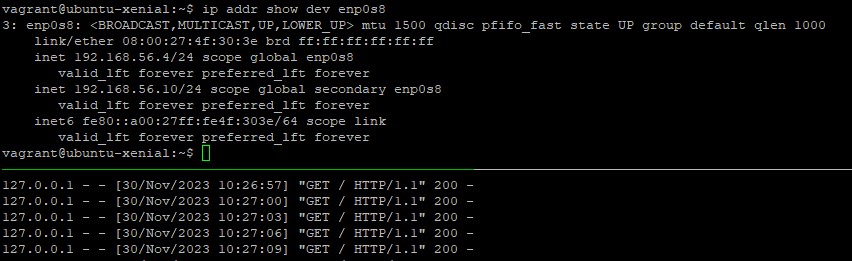 vagrant@ubuntu-xenial:~$ ip addr show dev enp0s8
3: enp0s8: <BROADCAST,MULTICAST,UP,LOWER_UP> mtu 1500 qdisc pfifo_fast state UP group default qlen 1000
    link/ether 08:00:27:4f:30:3e brd ff:ff:ff:ff:ff:ff
    inet 192.168.56.4/24 scope global enp0s8
       valid_lft forever preferred_lft forever
    inet 192.168.56.10/24 scope global secondary enp0s8
       valid_lft forever preferred_lft forever
    inet6 fe80::a00:27ff:fe4f:303e/64 scope link
       valid_lft forever preferred_lft forever
vagrant@ubuntu-xenial:~$
127.0.0.1 - - [30/Nov/2023 10:26:57] "GET / HTTP/1.1" 200 -
127.0.0.1 - - [30/Nov/2023 10:27:00] "GET / HTTP/1.1" 200 -
127.0.0.1 - - [30/Nov/2023 10:27:03] "GET / HTTP/1.1" 200 -
127.0.0.1 - - [30/Nov/2023 10:27:06] "GET / HTTP/1.1" 200 -
127.0.0.1 - - [30/Nov/2023 10:27:09] "GET / HTTP/1.1" 200 -